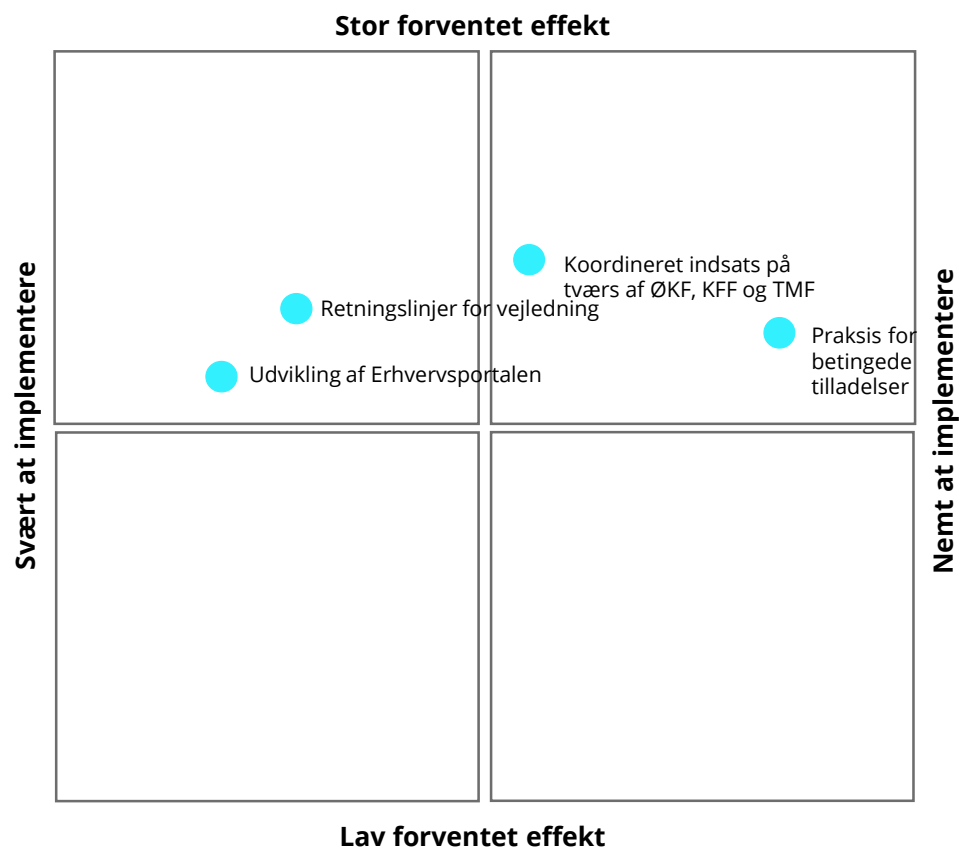 Stor forventet effekt
Svært at implementere
Koordineret indsats på
tværs af ØKF, KFF og TMF
Retningslinjer for vejledning
Praksis for
betingede
tilladelser
Udvikling af Erhvervsportalen
Nemt at implementere
Lav forventet effekt